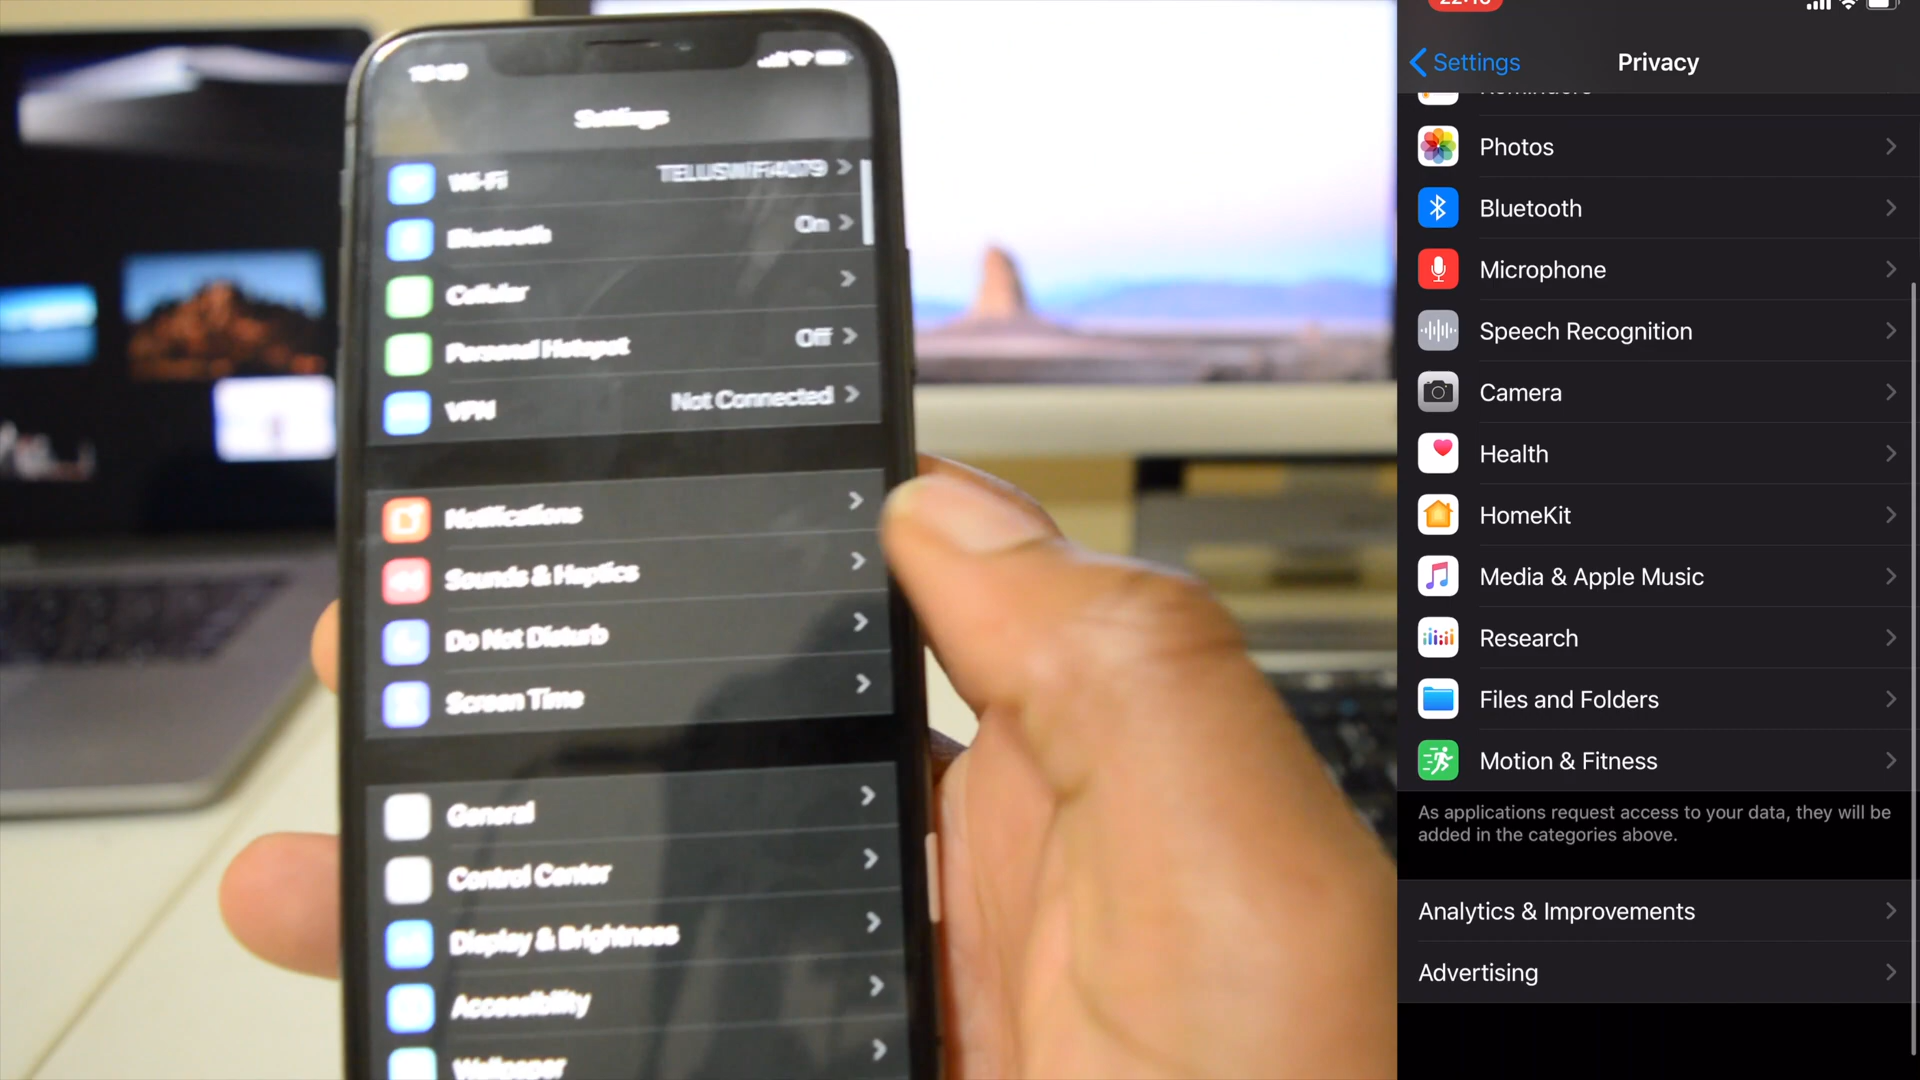 Settings
Wi-Fi TELUSWiFi4079
Bluetooth On
Cellular
Personal Hotspot Off
VPN Not Connected
Notifications
Sounds & Haptics
Do Not Disturb
Screen Time
General
Control Center
Display & Brightness
Accessibility
Wallpaper
Settings Privacy
Photos
Bluetooth
Microphone
Speech Recognition
Camera
Health
HomeKit
Media & Apple Music
Research
Files and Folders
Motion & Fitness
As applications request access to your data, they will be
added in the categories above.
Analytics & Improvements
Advertising